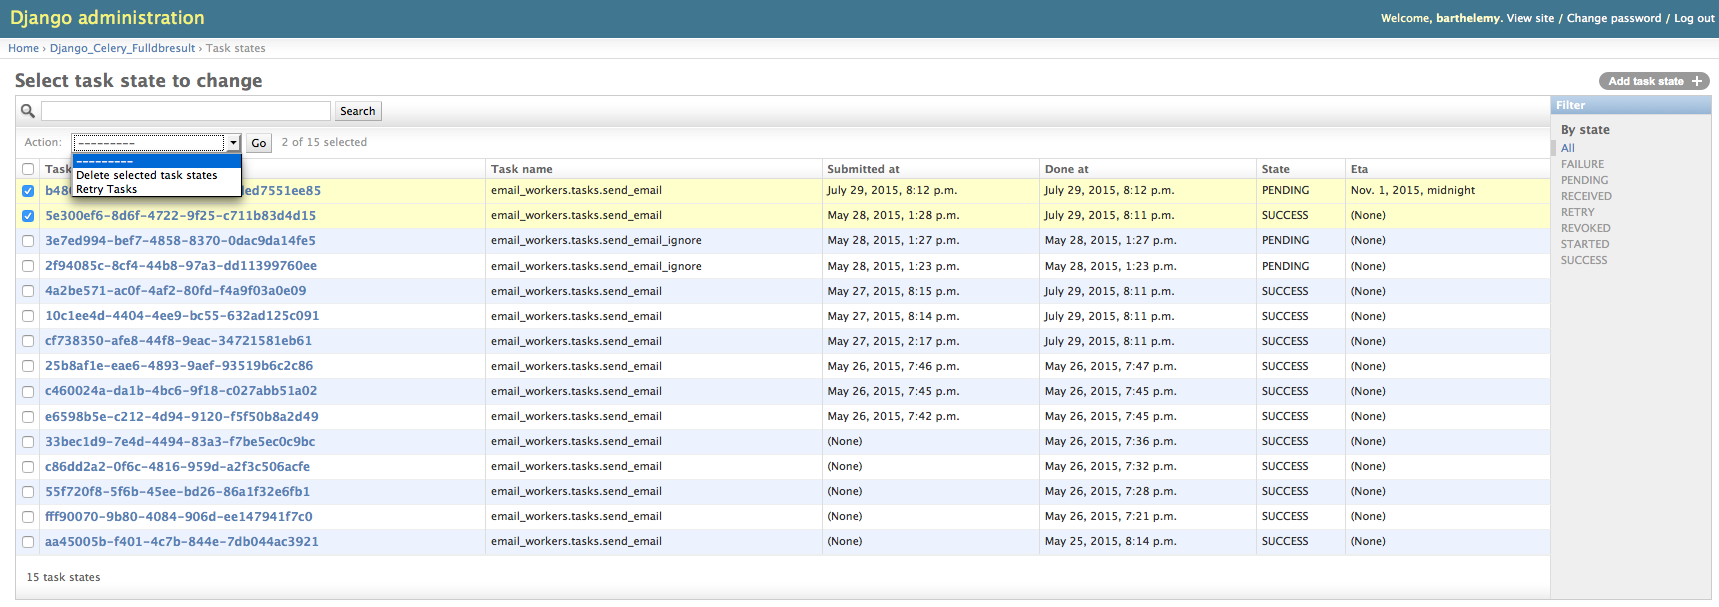 Django administration
Welcome, barthelemy. View site / Change password / Log out
Home › Django_Celery_Fulldbresult › Task states
Select task state to change
Add task state +
Search
Action: --------- Go 2 of 15 selected
---------
Delete selected task states
Retry Tasks
Task name Submitted at Done at State Eta
ed7551ee85 email_workers.tasks.send_email July 29, 2015, 8:12 p.m. July 29, 2015, 8:12 p.m. PENDING Nov. 1, 2015, midnight
5e300ef6-8d6f-4722-9f25-c711b83d4d15 email_workers.tasks.send_email May 28, 2015, 1:28 p.m. July 29, 2015, 8:11 p.m. SUCCESS (None)
3e7ed994-bef7-4858-8370-0dac9da14fe5 email_workers.tasks.send_email_ignore May 28, 2015, 1:27 p.m. May 28, 2015, 1:27 p.m. PENDING (None)
2f94085c-8cf4-44b8-97a3-dd11399760ee email_workers.tasks.send_email_ignore May 28, 2015, 1:23 p.m. May 28, 2015, 1:23 p.m. PENDING (None)
4a2be571-ac0f-4af2-80fd-f4a9f03a0e09 email_workers.tasks.send_email May 27, 2015, 8:15 p.m. July 29, 2015, 8:11 p.m. SUCCESS (None)
10c1ee4d-4404-4ee9-bc55-632ad125c091 email_workers.tasks.send_email May 27, 2015, 8:14 p.m. July 29, 2015, 8:11 p.m. SUCCESS (None)
cf738350-afe8-44f8-9eac-34721581eb61 email_workers.tasks.send_email May 27, 2015, 2:17 p.m. July 29, 2015, 8:11 p.m. SUCCESS (None)
25b8af1e-eae6-4893-9aef-93519b6c2c86 email_workers.tasks.send_email May 26, 2015, 7:46 p.m. May 26, 2015, 7:47 p.m. SUCCESS (None)
c460024a-da1b-4bc6-9f18-c027abb51a02 email_workers.tasks.send_email May 26, 2015, 7:45 p.m. May 26, 2015, 7:45 p.m. SUCCESS (None)
e6598b5e-c212-4d94-9120-f5f50b8a2d49 email_workers.tasks.send_email May 26, 2015, 7:42 p.m. May 26, 2015, 7:45 p.m. SUCCESS (None)
33bec1d9-7e4d-4494-83a3-f7be5ec0c9bc email_workers.tasks.send_email (None) May 26, 2015, 7:36 p.m. SUCCESS (None)
c86dd2a2-0f6c-4816-959d-a2f3c506acfe email_workers.tasks.send_email (None) May 26, 2015, 7:32 p.m. SUCCESS (None)
55f720f8-5f6b-45ee-bd26-86a1f32e6fb1 email_workers.tasks.send_email (None) May 26, 2015, 7:28 p.m. SUCCESS (None)
fff90070-9b80-4084-906d-ee147941f7c0 email_workers.tasks.send_email (None) May 26, 2015, 7:21 p.m. SUCCESS (None)
aa45005b-f401-4c7b-844e-7db044ac3921 email_workers.tasks.send_email (None) May 25, 2015, 8:14 p.m. SUCCESS (None)
15 task states
Filter
By state
All
FAILURE
PENDING
RECEIVED
RETRY
REVOKED
STARTED
SUCCESS